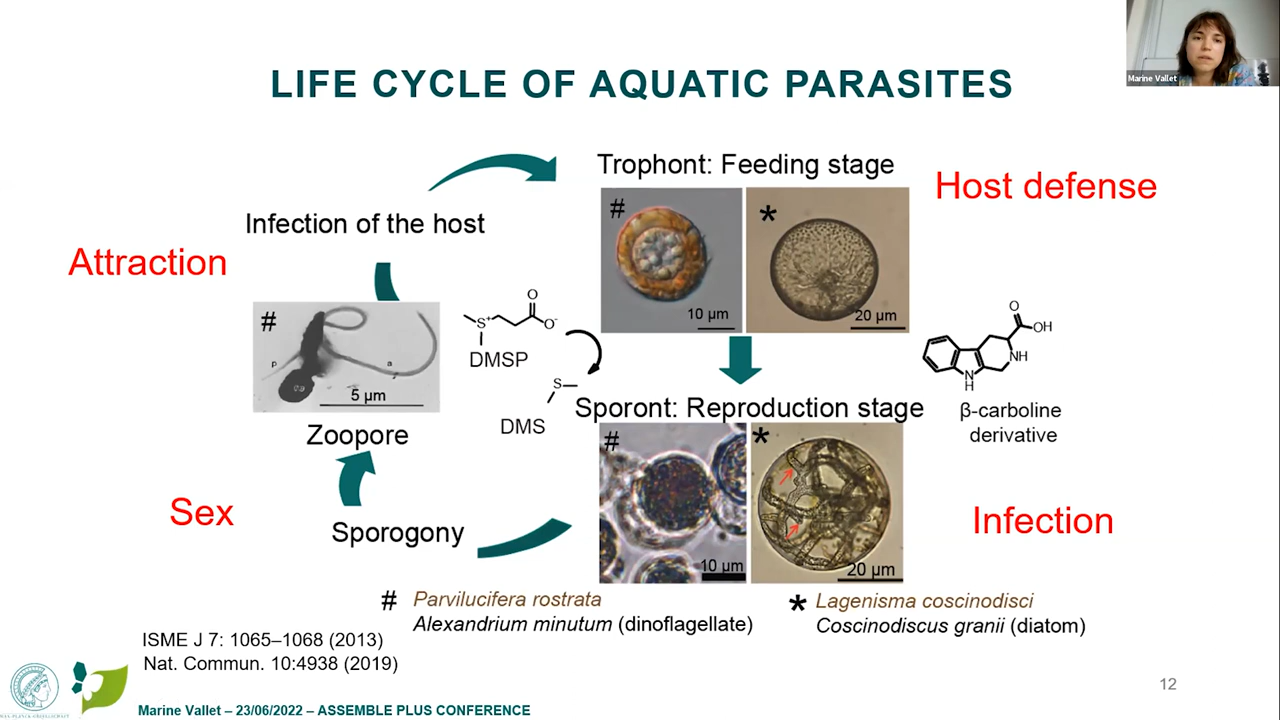 Marine Vallet
LIFE CYCLE OF AQUATIC PARASITES
Trophont: Feeding stage
Host defense
Infection of the host
Attraction
#
*
10 µm
20 µm
#
p
a
5 µm
Zoopore
O
S+
O-
DMSP
S
DMS
O
OH
NH
N
H
β-carboline
derivative
Sporont: Reproduction stage
#
*
10 µm
20 µm
Sex
Sporogony
Infection
# Parvilucifera rostrata
Alexandrium minutum (dinoflagellate)
* Lagenisma coscinodisci
Coscinodiscus granii (diatom)
ISME J 7: 1065–1068 (2013)
Nat. Commun. 10:4938 (2019)
12
Marine Vallet – 23/06/2022 – ASSEMBLE PLUS CONFERENCE